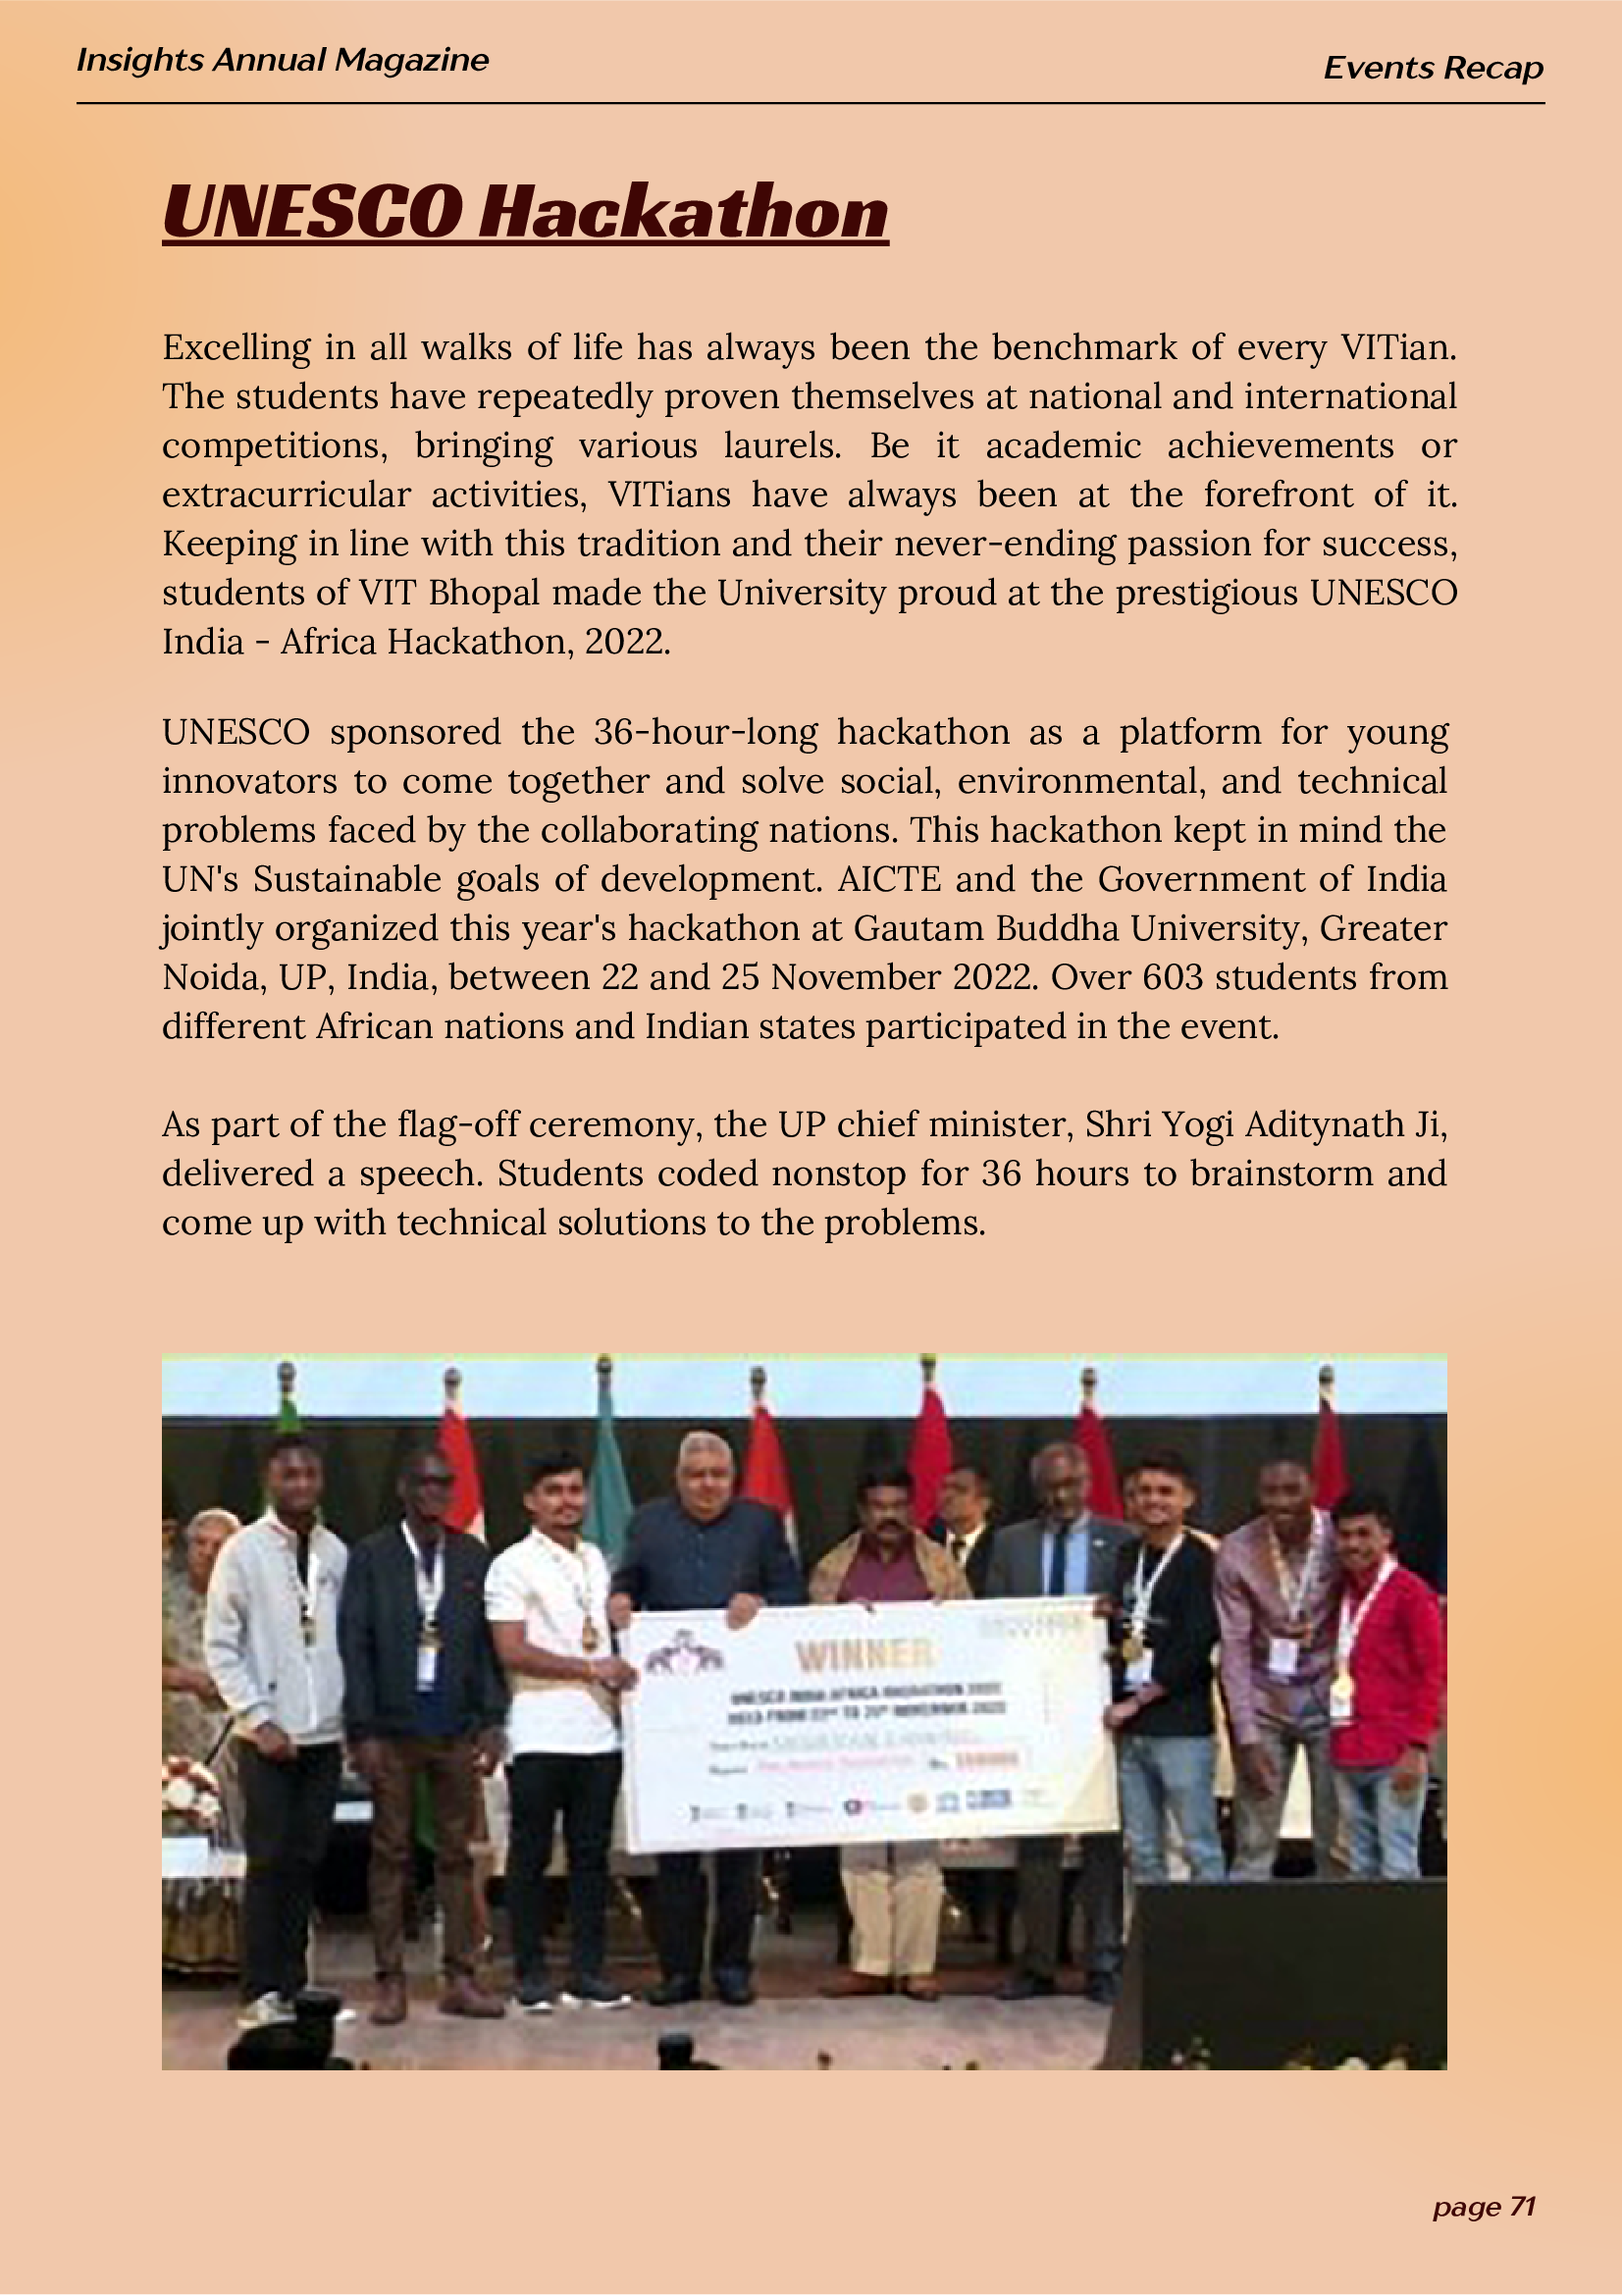 Insights Annual Magazine
Events Recap
UNESCO Hackathon
Excelling in all walks of life has always been the benchmark of every VITian.
The students have repeatedly proven themselves at national and international
competitions, bringing various laurels. Be it academic achievements or
extracurricular activities, VITians have always been at the forefront of it.
Keeping in line with this tradition and their never-ending passion for success,
students of VIT Bhopal made the University proud at the prestigious UNESCO
India - Africa Hackathon, 2022.
UNESCO sponsored the 36-hour-long hackathon as a platform for young
innovators to come together and solve social, environmental, and technical
problems faced by the collaborating nations. This hackathon kept in mind the
UN's Sustainable goals of development. AICTE and the Government of India
jointly organized this year's hackathon at Gautam Buddha University, Greater
Noida, UP, India, between 22 and 25 November 2022. Over 603 students from
different African nations and Indian states participated in the event.
As part of the flag-off ceremony, the UP chief minister, Shri Yogi Aditynath Ji,
delivered a speech. Students coded nonstop for 36 hours to brainstorm and
come up with technical solutions to the problems.
WINNER
UNESCO INDIA AFRICA HACKATHON 2022
HELD FROM 22ND TO 25TH NOVEMBER 2022
page 71